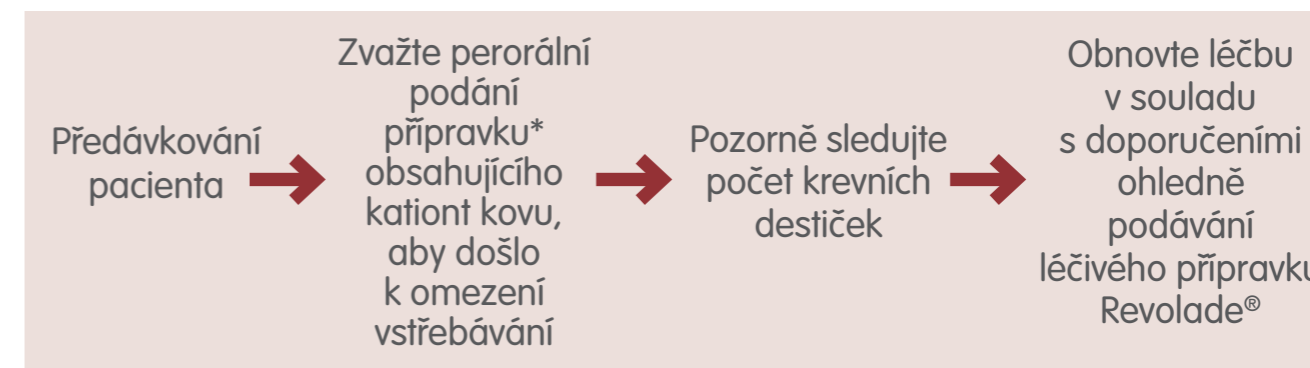 Předávkování
pacienta
Zvažte perorální
podání
přípravku*
obsahujícího
kationt kovu,
aby došlo
k omezení
vstřebávání
Pozorně sledujte
počet krevních
destiček
Obnovte léčbu
v souladu
s doporučeními
ohledně
podávání
léčivého přípravku
Revolade®